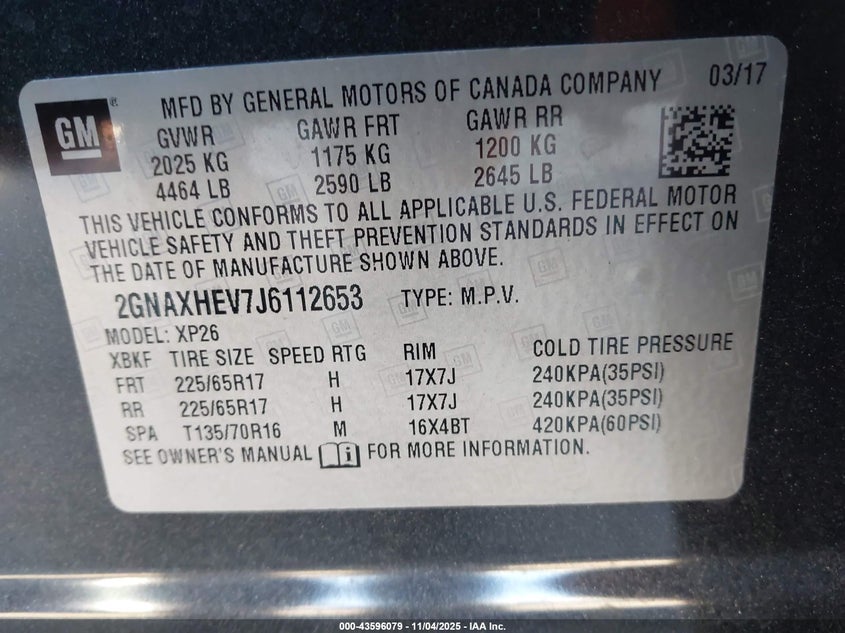 MFD BY GENERAL MOTORS OF CANADA COMPANY 03/17
GM ®
GVWR GAWR FRT GAWR RR
2025 KG 1175 KG 1200 KG
4464 LB 2590 LB 2645 LB
THIS VEHICLE CONFORMS TO ALL APPLICABLE U.S. FEDERAL MOTOR
VEHICLE SAFETY AND THEFT PREVENTION STANDARDS IN EFFECT ON
THE DATE OF MANUFACTURE SHOWN ABOVE.
2GNAXHEV7J6112653 TYPE: M.P.V.
MODEL: XP26
XBKF TIRE SIZE SPEED RTG RIM COLD TIRE PRESSURE
FRT 225/65R17 H 17X7J 240KPA(35PSI)
RR 225/65R17 H 17X7J 240KPA(35PSI)
SPA T135/70R16 M 16X4BT 420KPA(60PSI)
SEE OWNER'S MANUAL i FOR MORE INFORMATION.
000-43596079 - 11/04/2025 - IAA Inc.